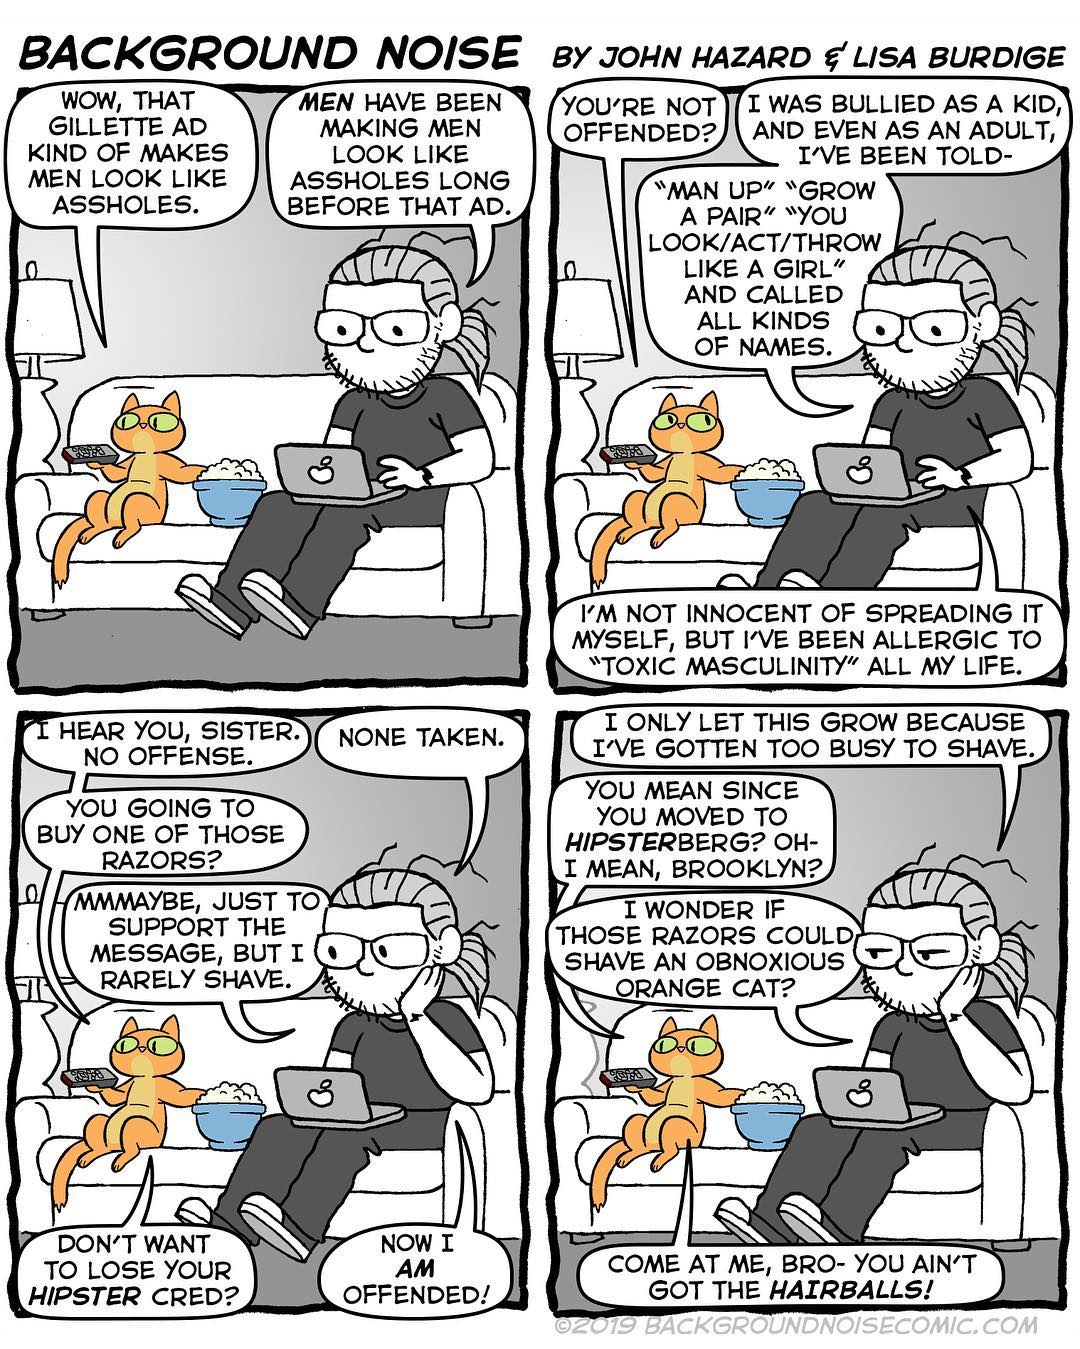 BACKGROUND NOISE
BY JOHN HAZARD & LISA BURDIGE
WOW, THAT
GILLETTE AD
KIND OF MAKES
MEN LOOK LIKE
ASSHOLES.
MEN HAVE BEEN
MAKING MEN
LOOK LIKE
ASSHOLES LONG
BEFORE THAT AD.
YOU'RE NOT
OFFENDED?
I WAS BULLIED AS A KID,
AND EVEN AS AN ADULT,
I'VE BEEN TOLD-
"MAN UP" "GROW
A PAIR" "YOU
LOOK/ACT/THROW
LIKE A GIRL"
AND CALLED
ALL KINDS
OF NAMES.
I'M NOT INNOCENT OF SPREADING IT
MYSELF, BUT I'VE BEEN ALLERGIC TO
"TOXIC MASCULINITY" ALL MY LIFE.
I HEAR YOU, SISTER.
NO OFFENSE.
NONE TAKEN.
YOU GOING TO
BUY ONE OF THOSE
RAZORS?
MMMAYBE, JUST TO
SUPPORT THE
MESSAGE, BUT I
RARELY SHAVE.
DON'T WANT
TO LOSE YOUR
HIPSTER CRED?
NOW I
AM
OFFENDED!
I ONLY LET THIS GROW BECAUSE
I'VE GOTTEN TOO BUSY TO SHAVE.
YOU MEAN SINCE
YOU MOVED TO
HIPSTERBERG? OH-
I MEAN, BROOKLYN?
I WONDER IF
THOSE RAZORS COULD
SHAVE AN OBNOXIOUS
ORANGE CAT?
COME AT ME, BRO- YOU AIN'T
GOT THE HAIRBALLS!
©2019 BACKGROUNDNOISECOMIC.COM